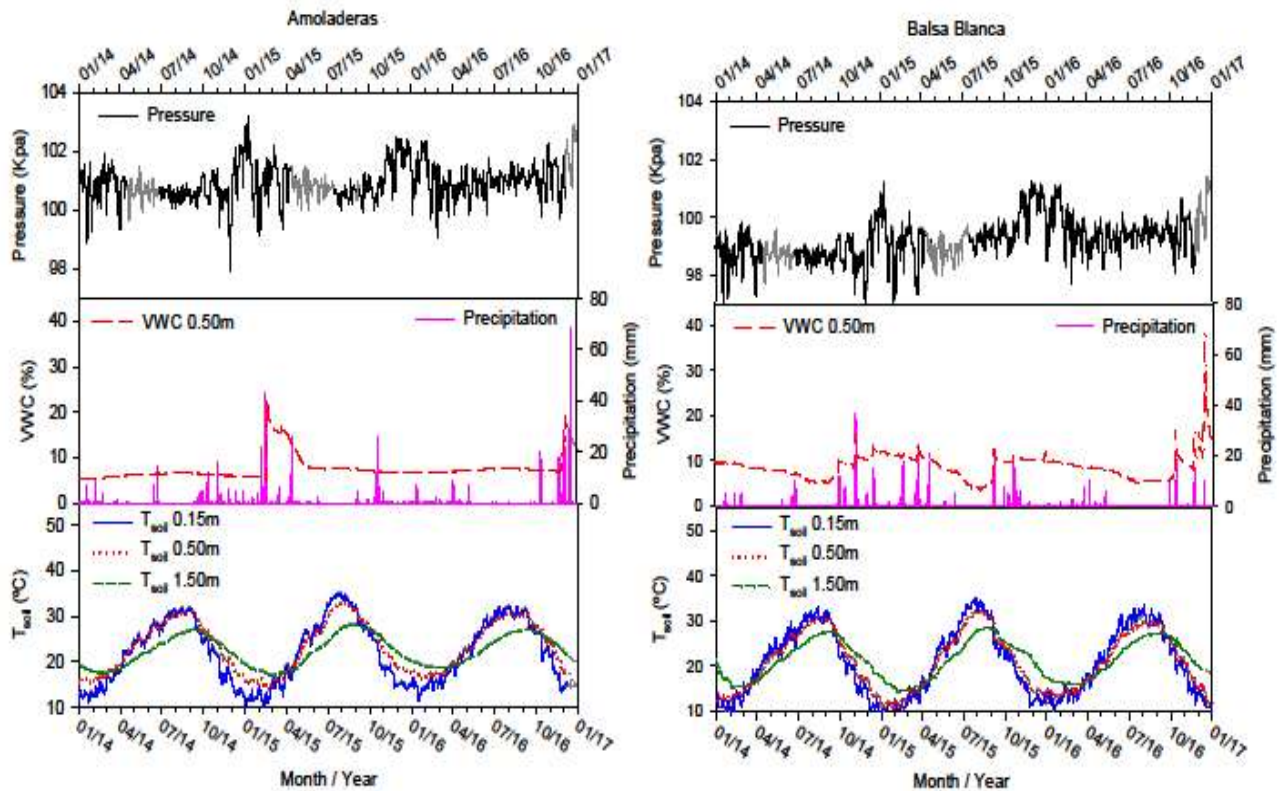 Amoladeras
01/14 04/14 07/14 10/14 01/15 04/15 07/15 10/15 01/16 04/16 07/16 10/16 01/17
104
102
100
98
Pressure (Kpa)
Pressure
40
30
20
10
0
VWC (%)
VWC 0.50m
Precipitation
80
60
40
20
0
Precipitation (mm)
50
40
30
20
10
Tsoil (ºC)
Tsoil 0.15m
Tsoil 0.50m
Tsoil 1.50m
01/14 04/14 07/14 10/14 01/15 04/15 07/15 10/15 01/16 04/16 07/16 10/16 01/17
Month / Year
Balsa Blanca
01/14 04/14 07/14 10/14 01/15 04/15 07/15 10/15 01/16 04/16 07/16 10/16 01/17
104
102
100
98
Pressure (Kpa)
Pressure
40
30
20
10
0
VWC (%)
VWC 0.50m
Precipitation
80
60
40
20
0
Precipitation (mm)
50
40
30
20
10
Tsoil (ºC)
Tsoil 0.15m
Tsoil 0.50m
Tsoil 1.50m
01/14 04/14 07/14 10/14 01/15 04/15 07/15 10/15 01/16 04/16 07/16 10/16 01/17
Month / Year